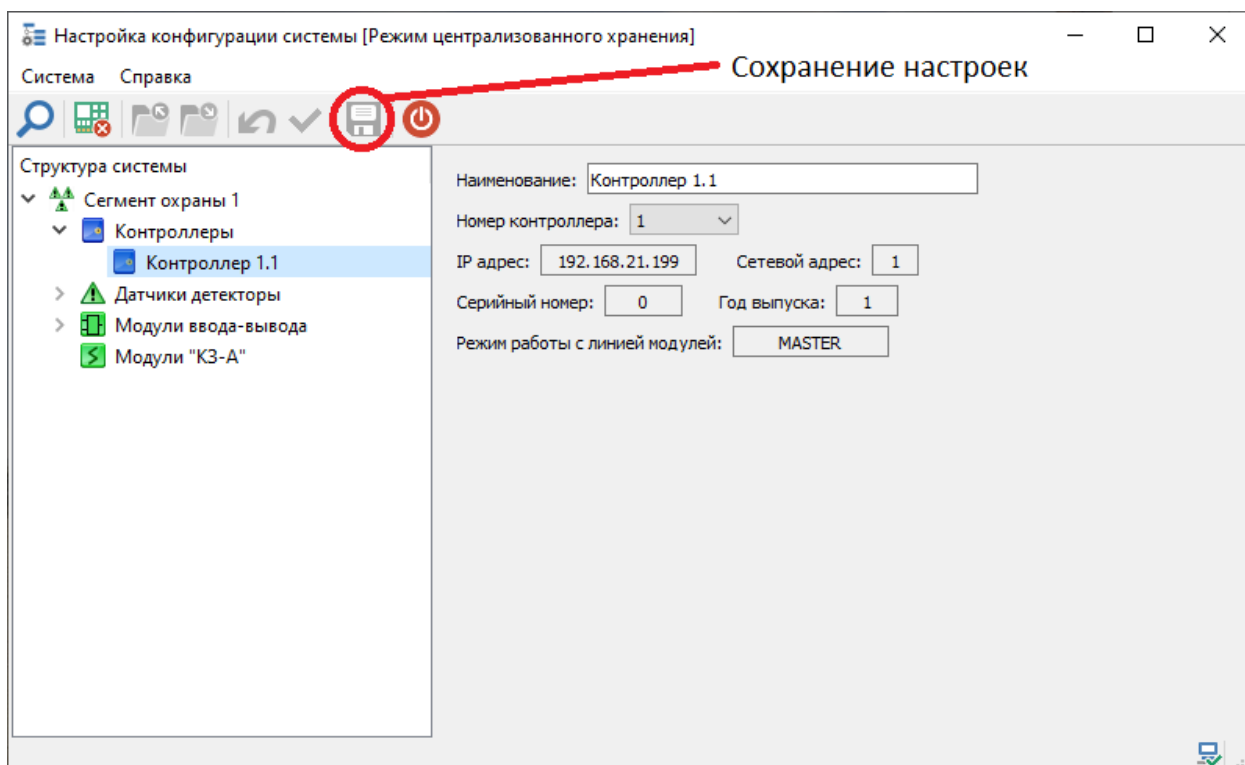 Настройка конфигурации системы [Режим централизованного хранения]
Система Справка
Сохранение настроек
Структура системы
Сегмент охраны 1
Контроллеры
Контроллер 1.1
Датчики детекторы
Модули ввода-вывода
Модули "КЗ-А"
Наименование: Контроллер 1.1
Номер контроллера: 1
IP адрес: 192.168.21.199 Сетевой адрес: 1
Серийный номер: 0 Год выпуска: 1
Режим работы с линией модулей: MASTER